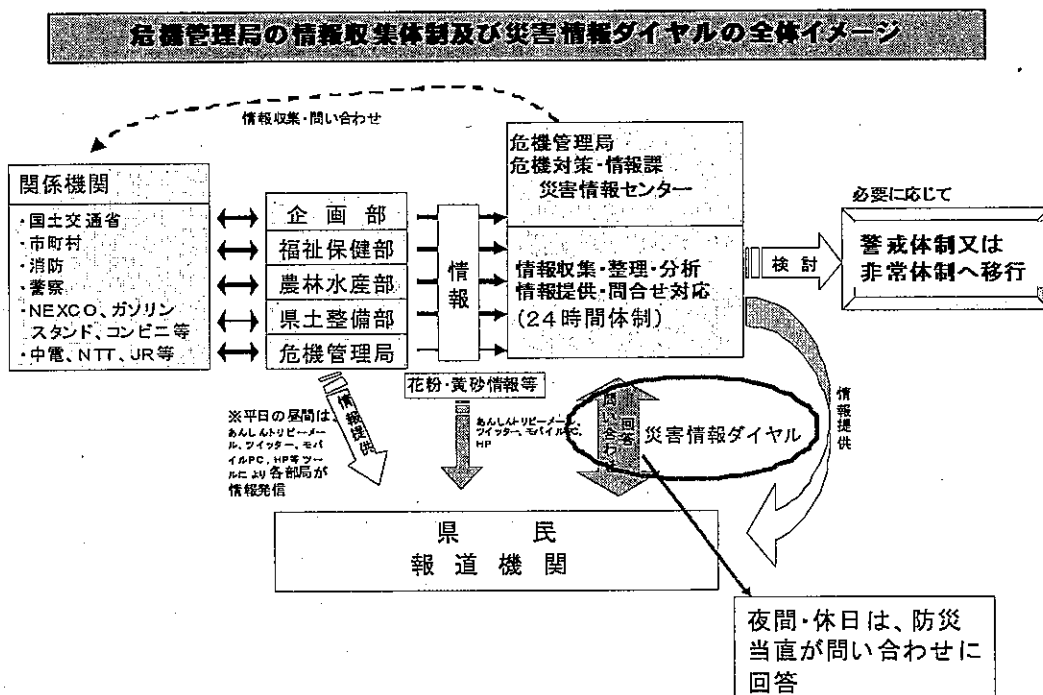 危機管理局の情報収集体制及び災害情報ダイヤルの全体イメージ
情報収集・問い合わせ
関係機関
・国土交通省
・市町村
・消防
・警察
・NEXCO、ガソリン
スタンド、コンビニ等
・中電、NTT、JR等
企画部
福祉保健部
農林水産部
県土整備部
危機管理局
情報
危機管理局
危機対策・情報課
災害情報センター
情報収集・整理・分析
情報提供・問合せ対応
(24時間体制)
検討
必要に応じて
警戒体制又は
非常体制へ移行
花粉・黄砂情報等
※平日の昼間は、
あんしんトリピーメー
ル、ツイッター、モバ
イルPC、HP等ツー
ルにより各部局が
情報発信
情報提供
あんしんトリピーメール、
ツイッター、モバイルPC、
HP
問い合わせ
回答
災害情報ダイヤル
情報提供
県民
報道機関
夜間・休日は、防災
当直が問い合わせに
回答